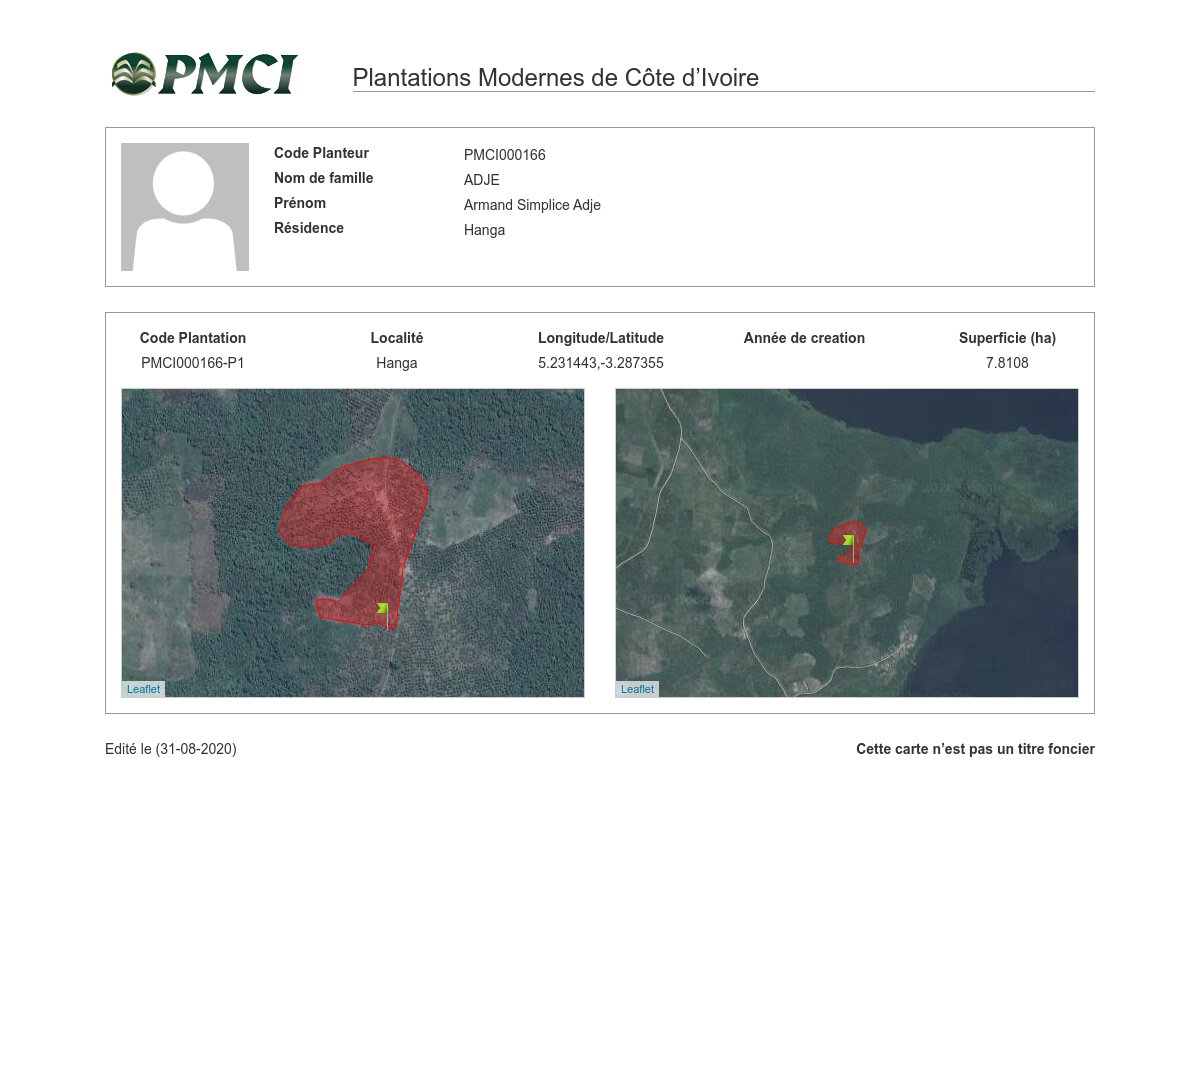 PMCI
Plantations Modernes de Côte d’Ivoire
Code Planteur PMCI000166
Nom de famille ADJE
Prénom Armand Simplice Adje
Résidence Hanga
Code Plantation Localité Longitude/Latitude Année de creation Superficie (ha)
PMCI000166-P1 Hanga 5.231443,-3.287355 7.8108
Leaflet Leaflet
Edité le (31-08-2020) Cette carte n’est pas un titre foncier